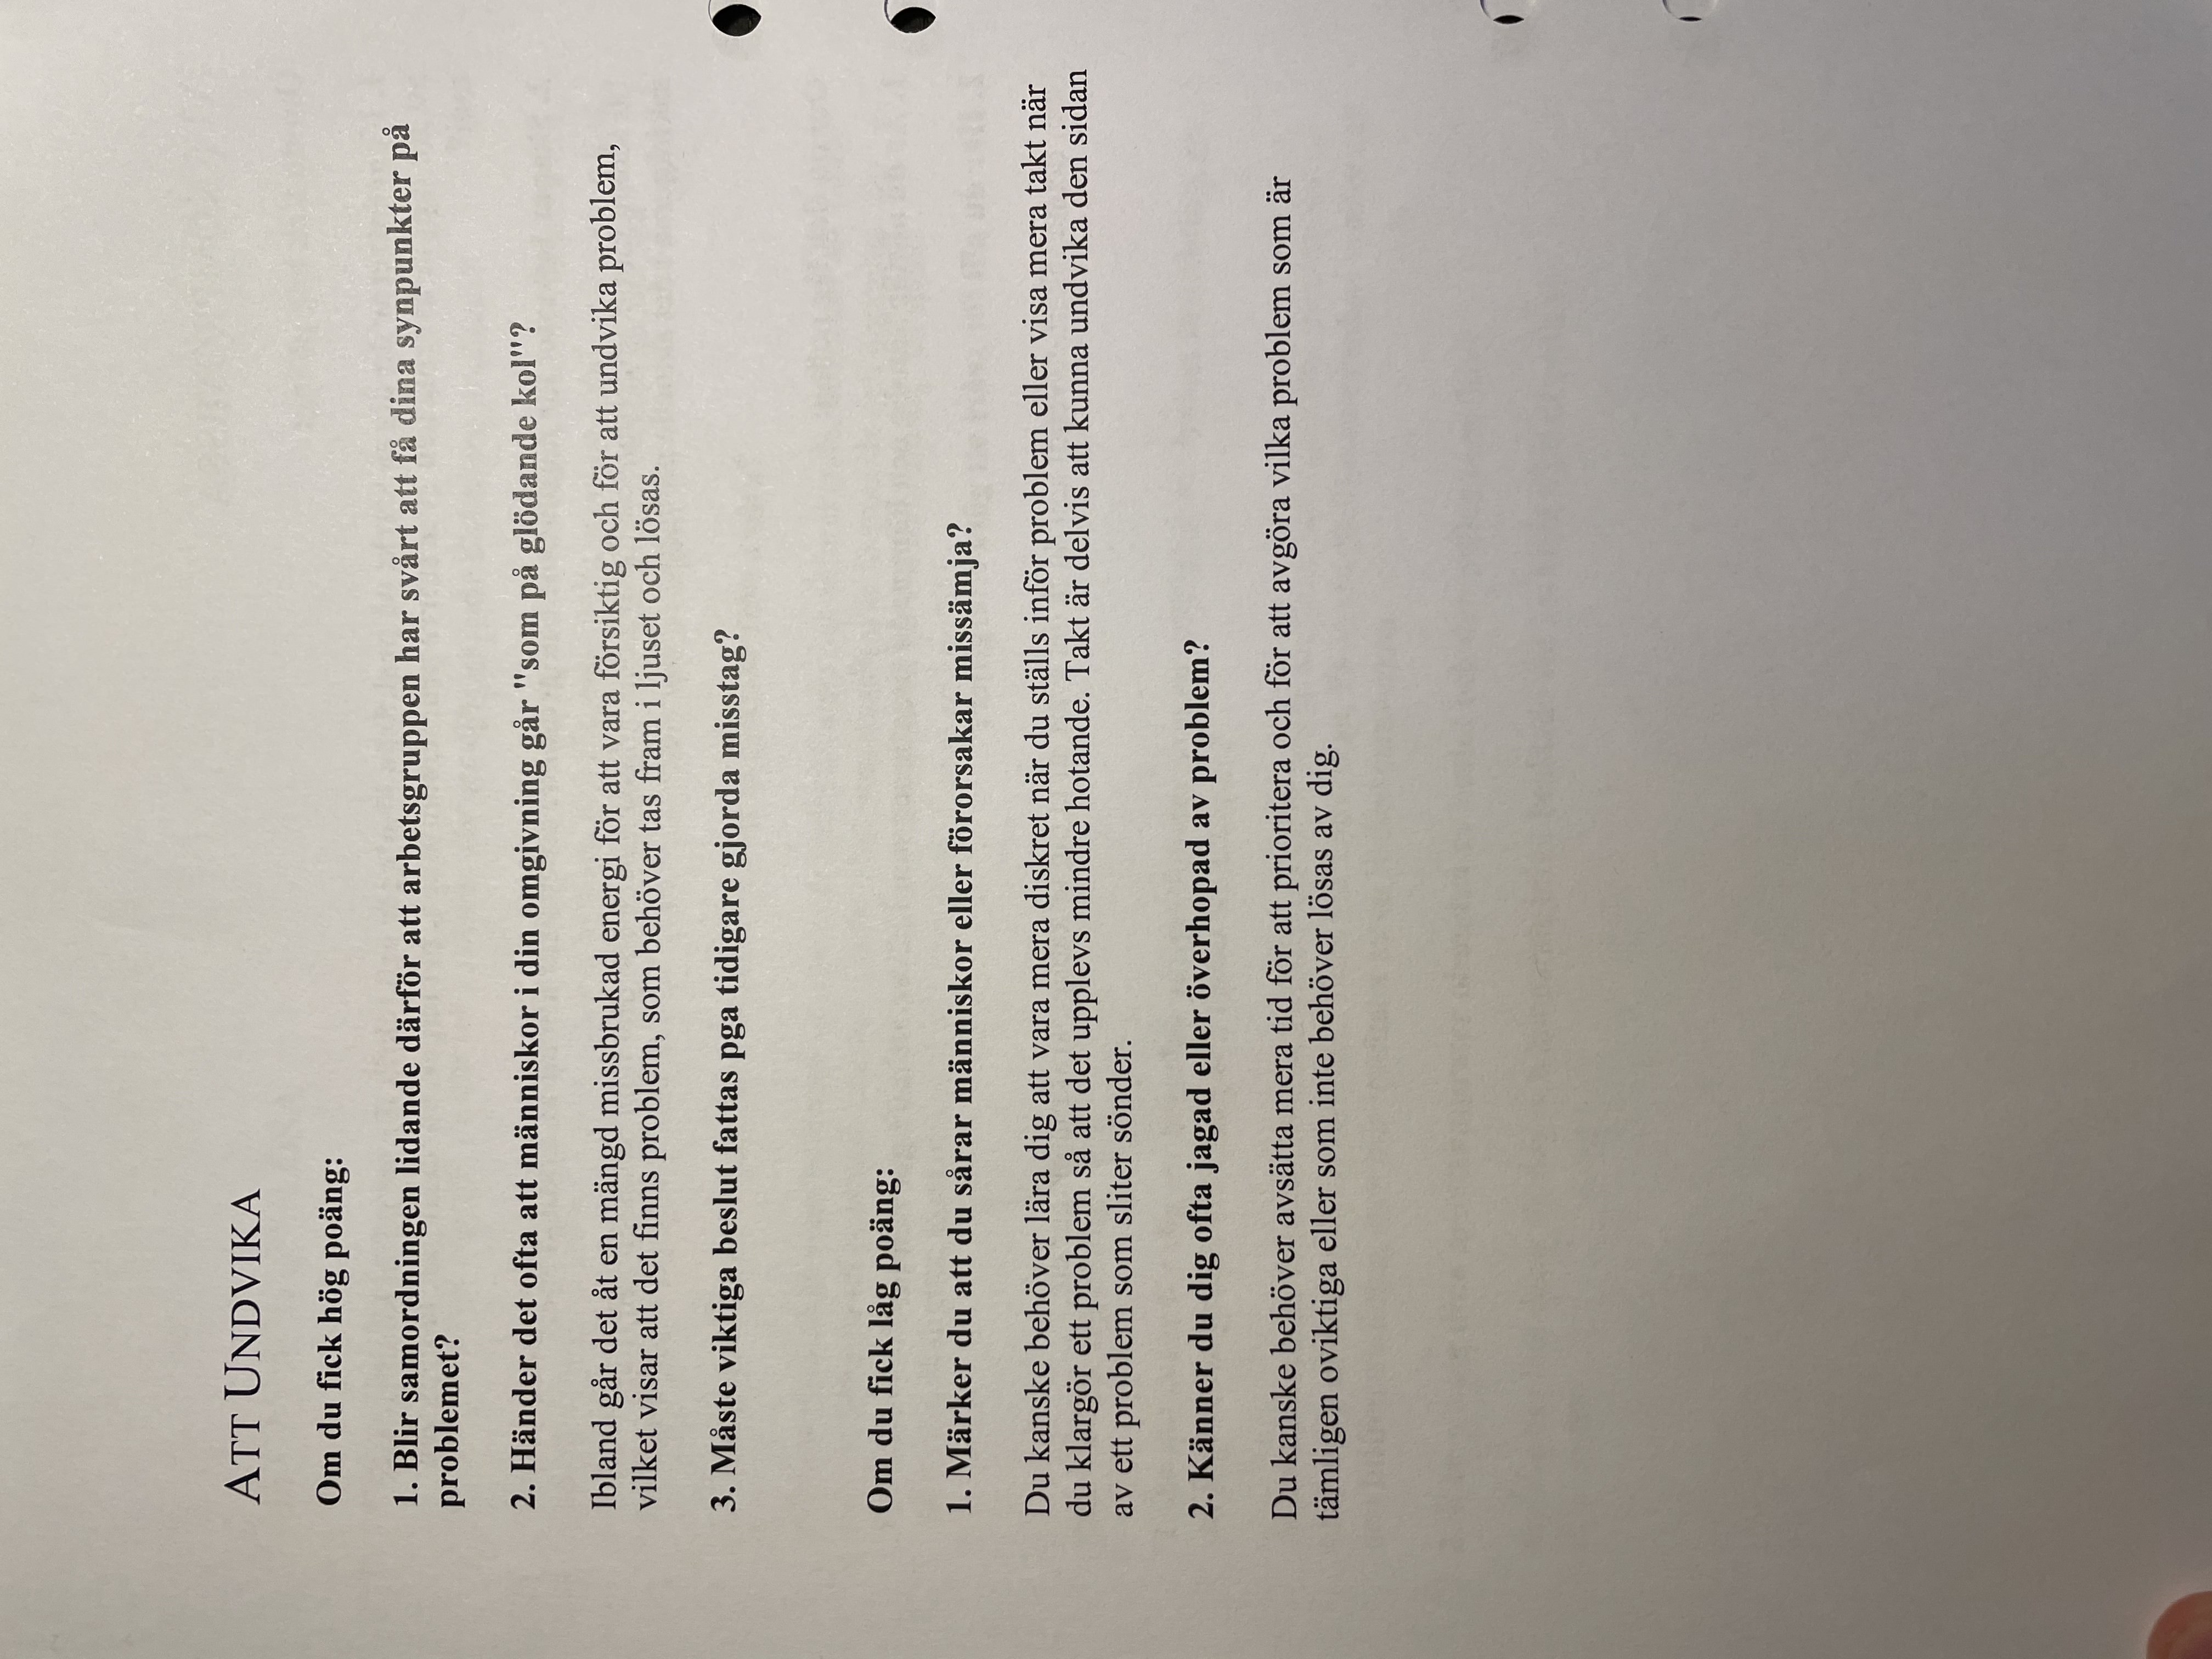 ATT UNDVIKA
Om du fick hög poäng:
1. Blir samordningen lidande därför att arbetsgruppen har svårt att få dina synpunkter på
problemet?
2. Händer det ofta att människor i din omgivning går "som på glödande kol"?
Ibland går det åt en mängd missbrukad energi för att vara försiktig och för att undvika problem,
vilket visar att det finns problem, som behöver tas fram i ljuset och lösas.
3. Måste viktiga beslut fattas pga tidigare gjorda misstag?
Om du fick låg poäng:
1. Märker du att du sårar människor eller förorsakar missämja?
Du kanske behöver lära dig att vara mera diskret när du ställs inför problem eller visa mera takt när
du klargör ett problem så att det upplevs mindre hotande. Takt är delvis att kunna undvika den sidan
av ett problem som sliter sönder.
2. Känner du dig ofta jagad eller överhopad av problem?
Du kanske behöver avsätta mera tid för att prioritera och för att avgöra vilka problem som är
tämligen oviktiga eller som inte behöver lösas av dig.